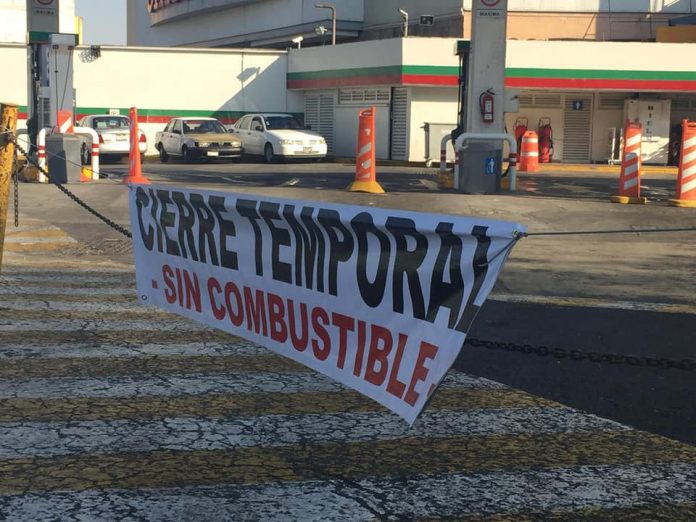 CIERRE TEMPORAL
- SIN COMBUSTIBLE.